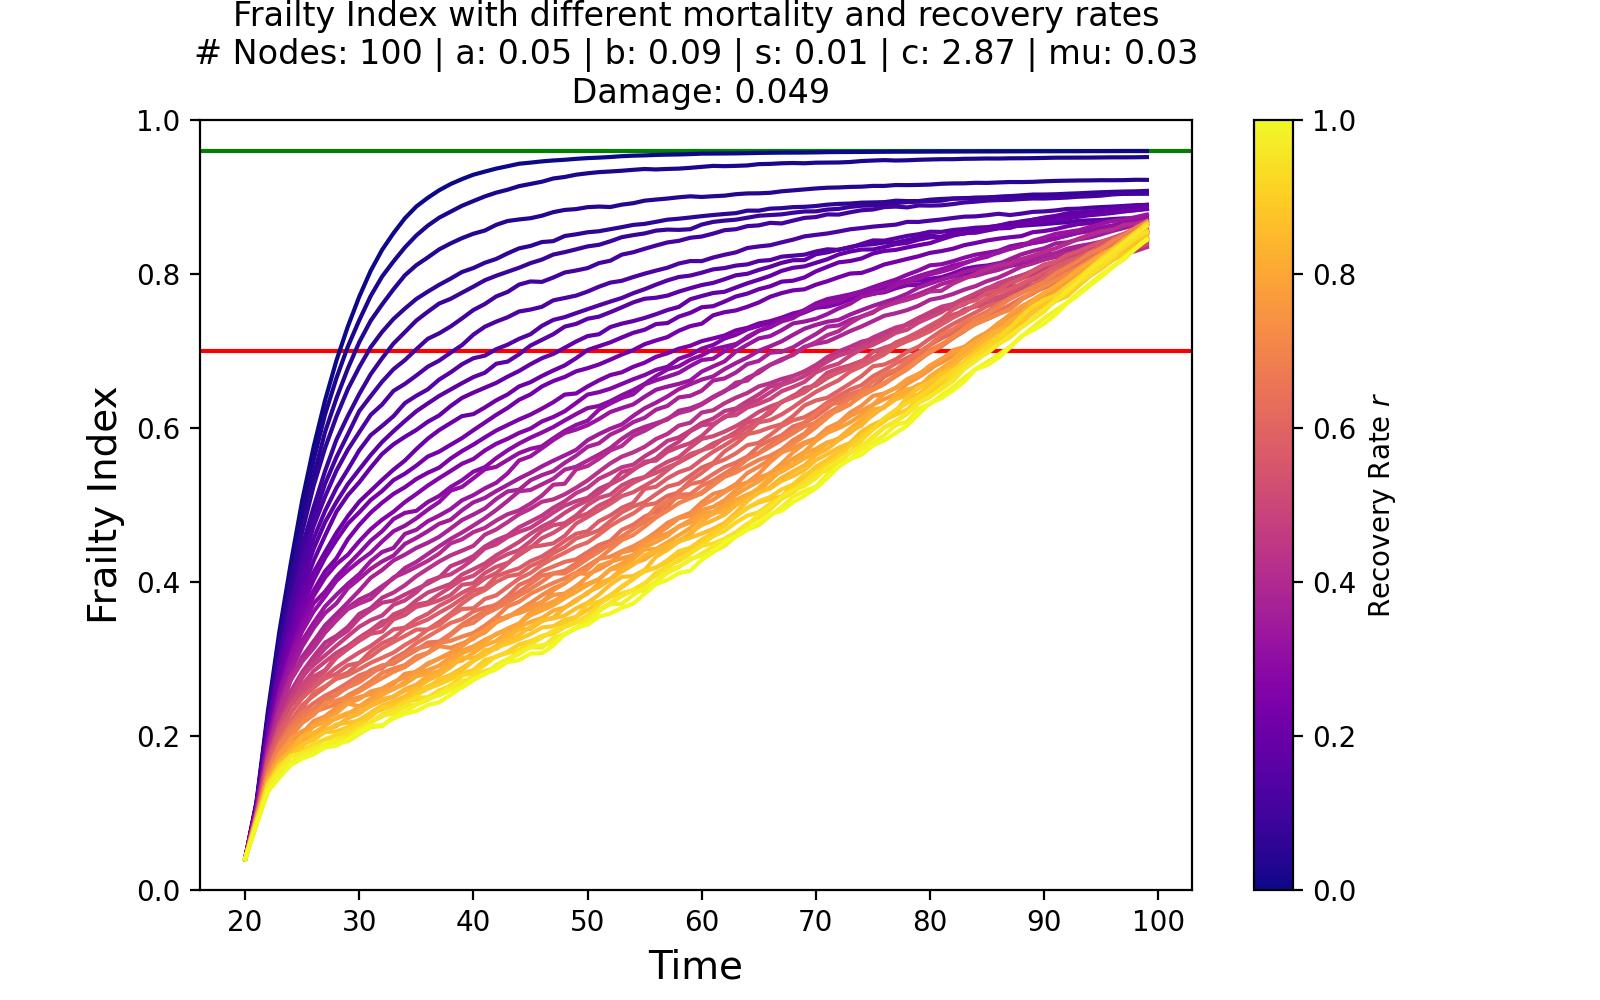 Frailty Index with different mortality and recovery rates
# Nodes: 100 | a: 0.05 | b: 0.09 | s: 0.01 | c: 2.87 | mu: 0.03
Damage: 0.049
1.0
0.8
0.6
0.4
0.2
0.0
Frailty Index
20 30 40 50 60 70 80 90 100
Time
1.0
0.8
0.6
0.4
0.2
0.0
Recovery Rate r